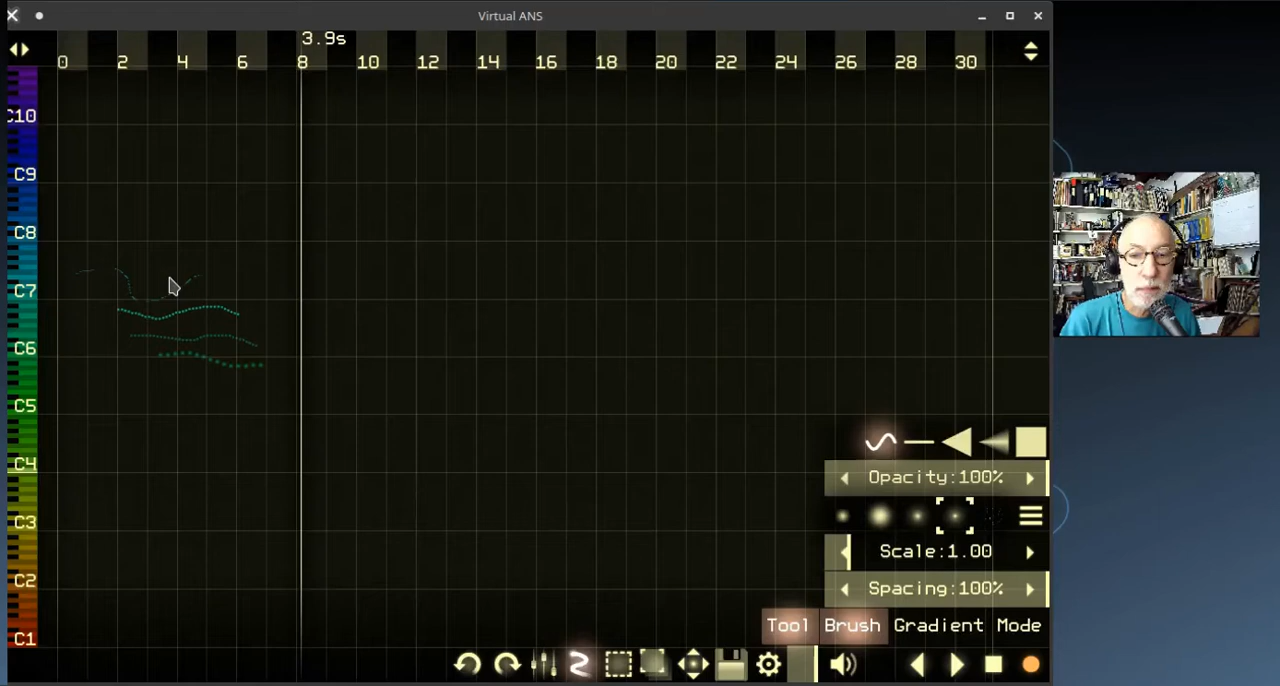 Virtual ANS
3.9s
0 2 4 6 8 10 12 14 16 18 20 22 24 26 28 30
C10
C9
C8
C7
C6
C5
C4
C3
C2
C1
Opacity:100%
Scale:1.00
Spacing:100%
Tool Brush Gradient Mode